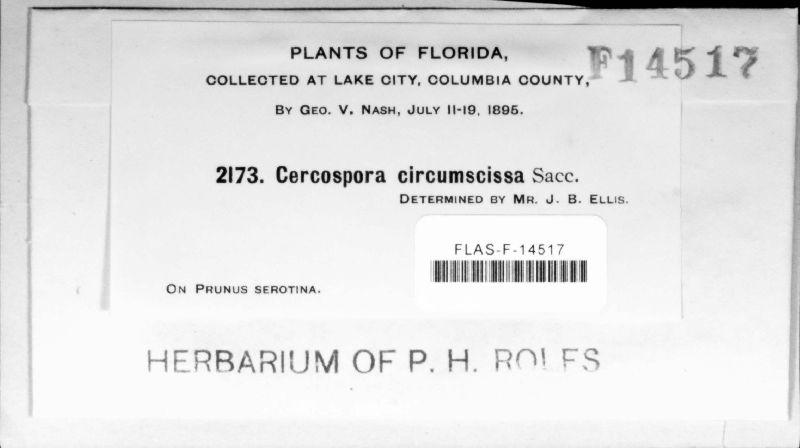 PLANTS OF FLORIDA,
COLLECTED AT LAKE CITY, COLUMBIA COUNTY,
F14517
BY GEO. V. NASH, JULY 11-19, 1895.
2173. Cercospora circumscissa Sacc.
DETERMINED BY MR. J. B. ELLIS.
FLAS-F-14517
ON PRUNUS SEROTINA.
HERBARIUM OF P. H. ROLFS